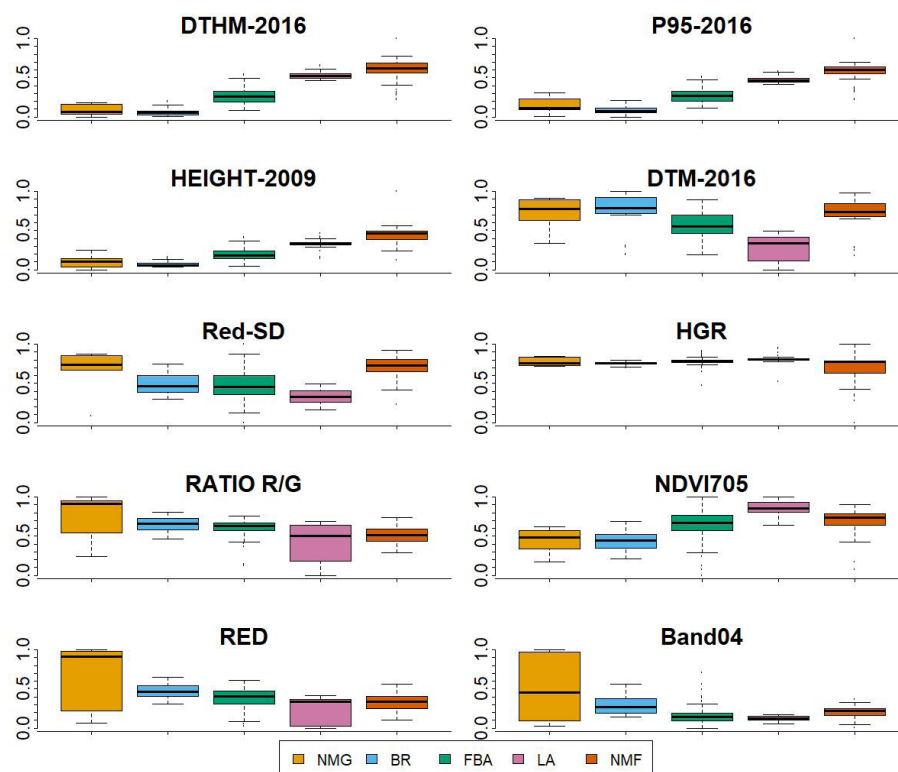 DTHM-2016
0.0 0.5 1.0
P95-2016
0.0 0.5 1.0
HEIGHT-2009
0.0 0.5 1.0
DTM-2016
0.0 0.5 1.0
Red-SD
0.0 0.5 1.0
HGR
0.0 0.5 1.0
RATIO R/G
0.0 0.5 1.0
NDVI705
0.0 0.5 1.0
RED
0.0 0.5 1.0
Band04
0.0 0.5 1.0
NMG BR FBA LA NMF